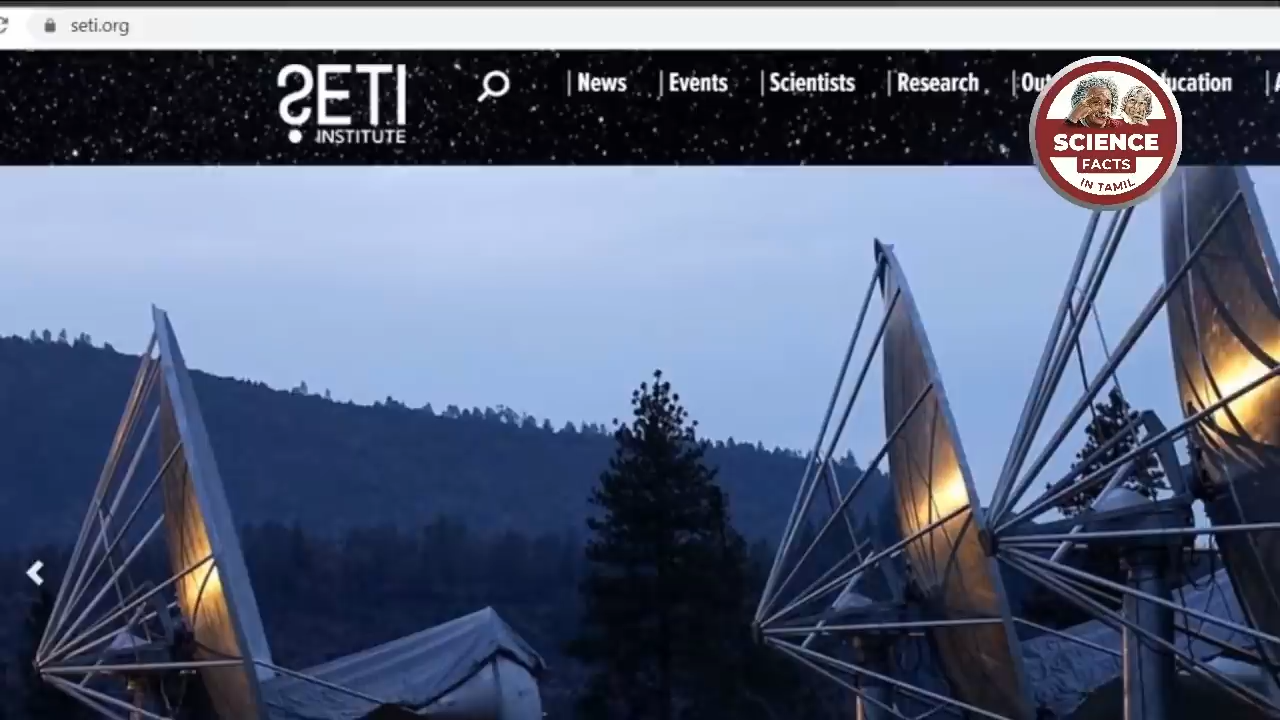 seti.org
SETI
INSTITUTE
News
Events
Scientists
Research
SCIENCE
FACTS
IN TAMIL